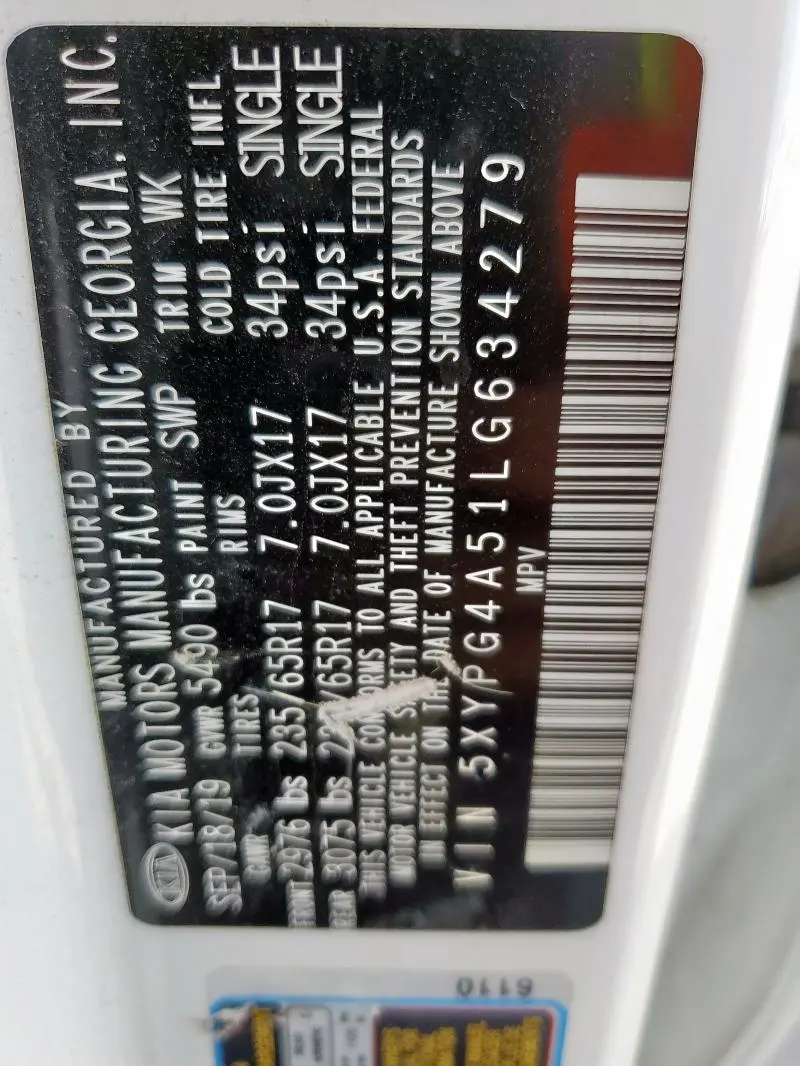 MANUFACTURED BY
KIA KIA MOTORS MANUFACTURING GEORGIA, INC.
SEP/18/19 GVWR 5490 lbs PAINT SWP TRIM WK
GAWR TIRES RIMS COLD TIRE INFL
FRONT 2976 lbs 235/65R17 7.0JX17 34psi SINGLE
REAR 3075 lbs 235/65R17 7.0JX17 34psi SINGLE
THIS VEHICLE CONFORMS TO ALL APPLICABLE U.S.A. FEDERAL
MOTOR VEHICLE SAFETY AND THEFT PREVENTION STANDARDS
IN EFFECT ON THE DATE OF MANUFACTURE SHOWN ABOVE
VIN 5XYPG4A51LG634279
MPV
6110